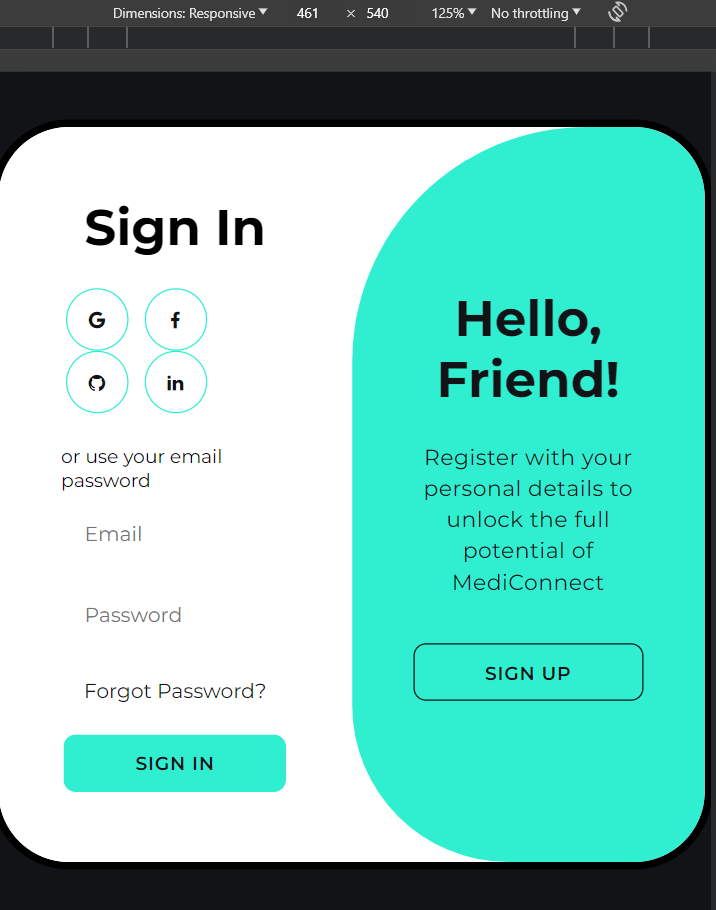 Dimensions: Responsive 461 × 540 125% No throttling
Sign In
G f
in
or use your email
password
Email
Password
Forgot Password?
SIGN IN
Hello,
Friend!
Register with your
personal details to
unlock the full
potential of
MediConnect
SIGN UP